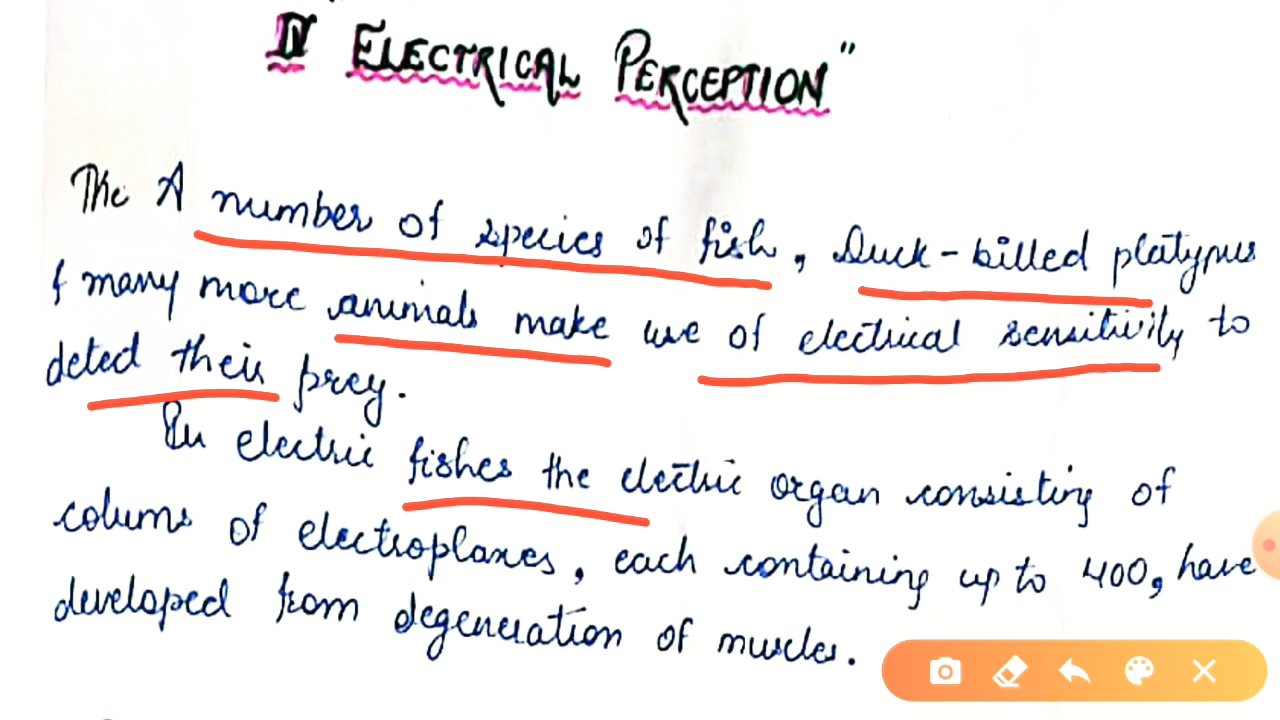 IV ELECTRICAL PERCEPTION"
The A number of species of fish, Duck-billed platypus
& many more animals make use of electrical sensitivity to
deted their prey.
In electric fishes the electric organ consisting of
colums of electroplaxes, each containing up to 400, have
developed from degeneration of muscles.